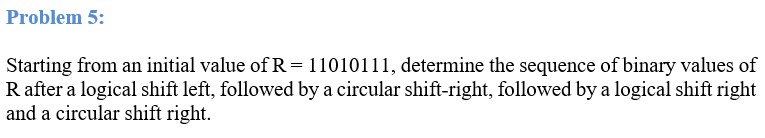 Problem 5:
Starting from an initial value of R = 11010111, determine the sequence of binary values of
R after a logical shift left, followed by a circular shift-right, followed by a logical shift right
and a circular shift right.